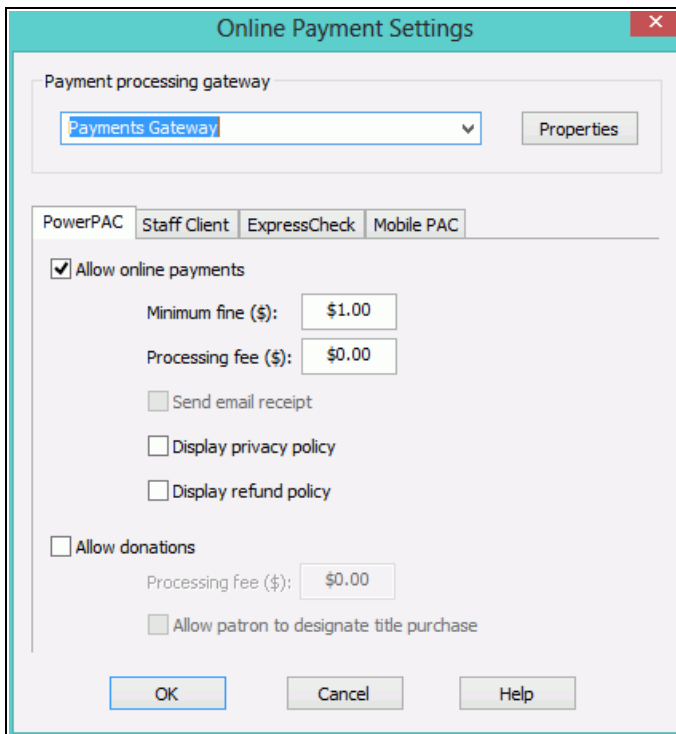 Online Payment Settings
Payment processing gateway
Payments Gateway
Properties
PowerPAC Staff Client ExpressCheck Mobile PAC
Allow online payments
Minimum fine ($): $1.00
Processing fee ($): $0.00
Send email receipt
Display privacy policy
Display refund policy
Allow donations
Processing fee ($): $0.00
Allow patron to designate title purchase
OK Cancel Help